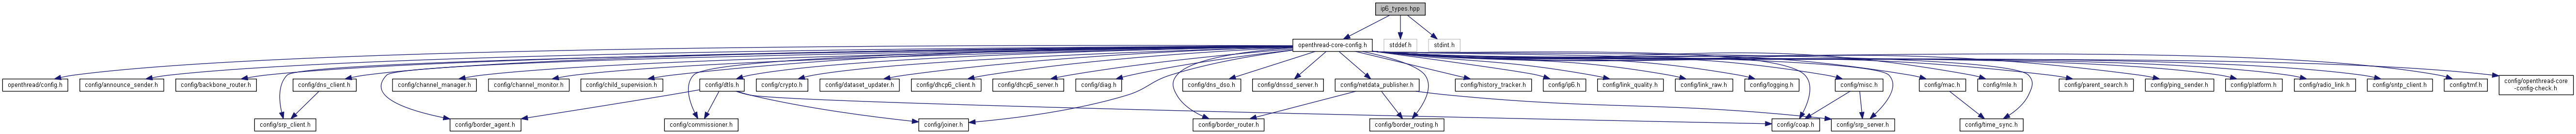 ip6_types.hpp
openthread-core-config.h
stddef.h
stdint.h
openthread/config.h
config/announce_sender.h
config/backbone_router.h
config/dns_client.h
config/channel_manager.h
config/channel_monitor.h
config/child_supervision.h
config/dtls.h
config/crypto.h
config/dataset_updater.h
config/dhcp6_client.h
config/dhcp6_server.h
config/diag.h
config/dns_dso.h
config/dnssd_server.h
config/netdata_publisher.h
config/history_tracker.h
config/ip6.h
config/link_quality.h
config/link_raw.h
config/logging.h
config/misc.h
config/mac.h
config/mle.h
config/parent_search.h
config/ping_sender.h
config/platform.h
config/radio_link.h
config/sntp_client.h
config/tmf.h
config/openthread-core
-config-check.h
config/srp_client.h
config/border_agent.h
config/commissioner.h
config/joiner.h
config/border_router.h
config/border_routing.h
config/coap.h
config/srp_server.h
config/time_sync.h